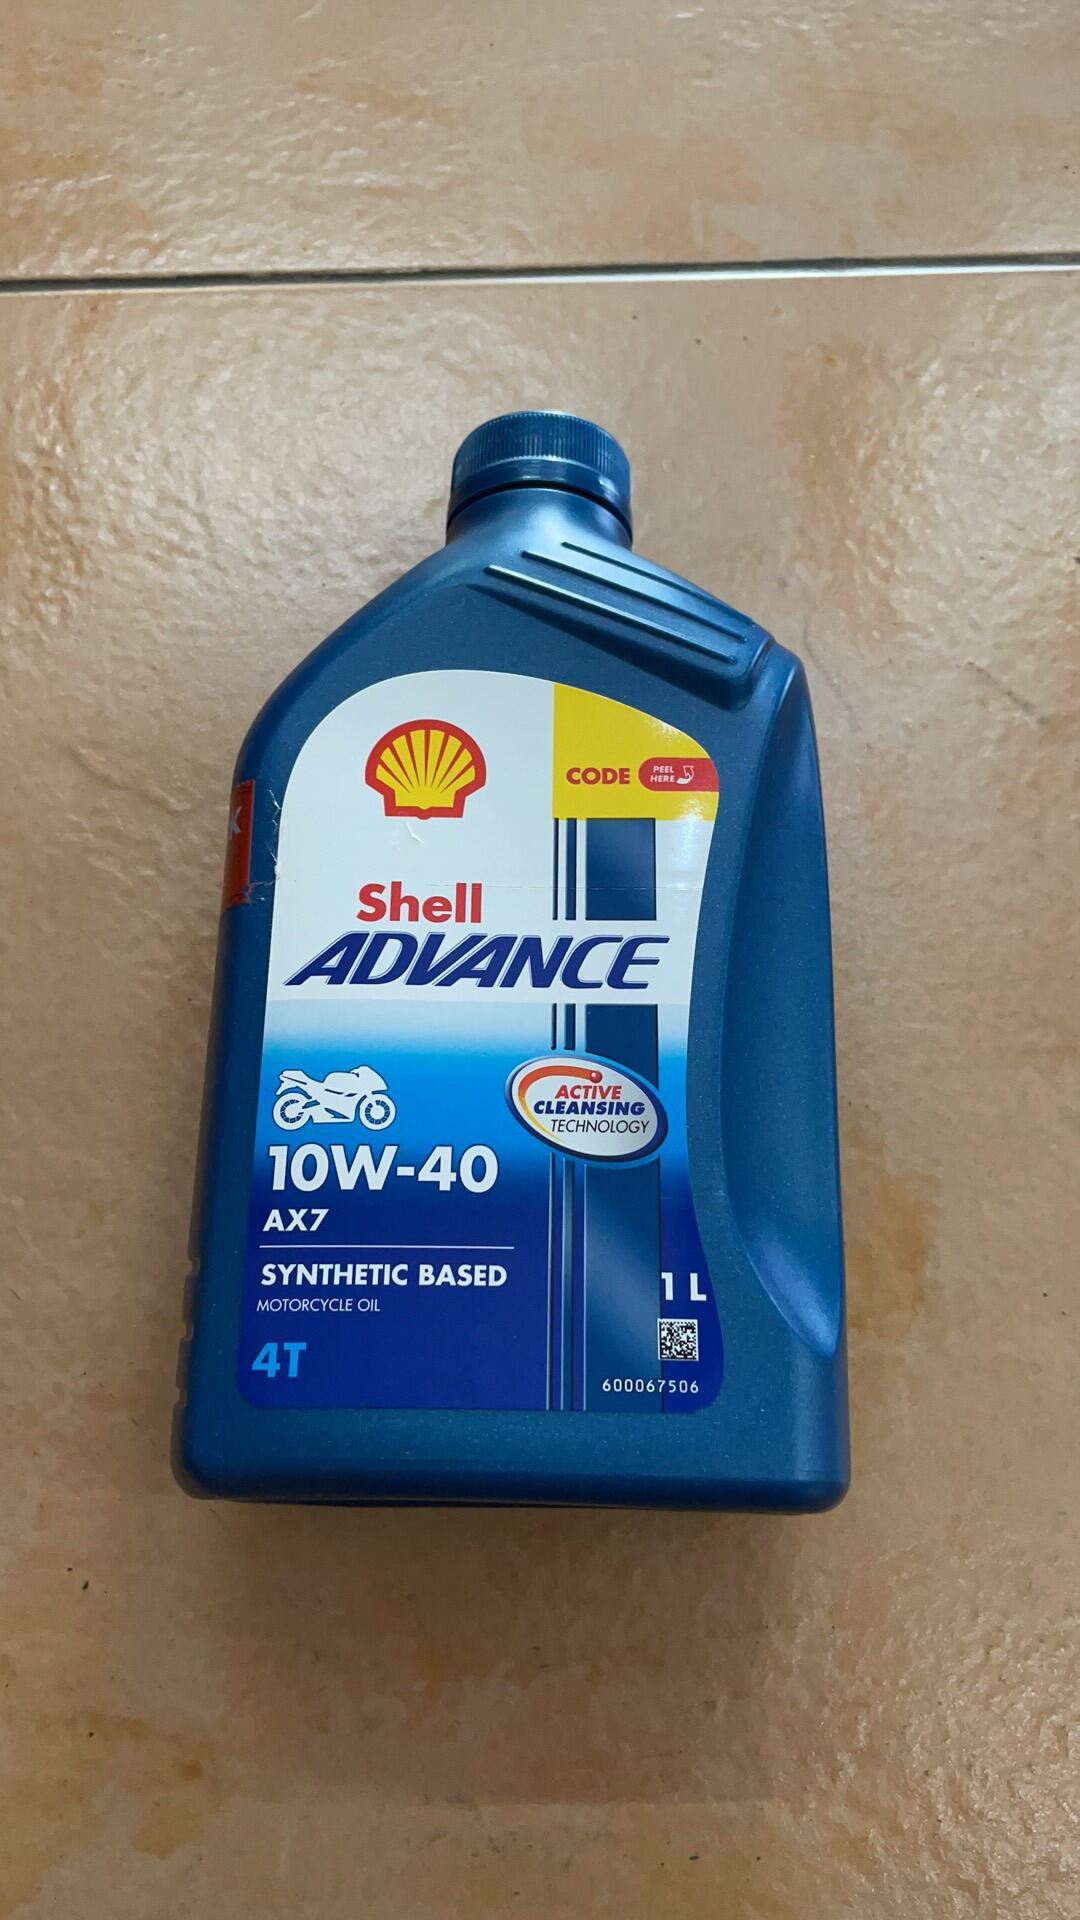 CODE
PEEL
HERE
Shell
ADVANCE
ACTIVE
CLEANSING
TECHNOLOGY
10W-40
AX7
SYNTHETIC BASED
MOTORCYCLE OIL
1 L
4T
600067506